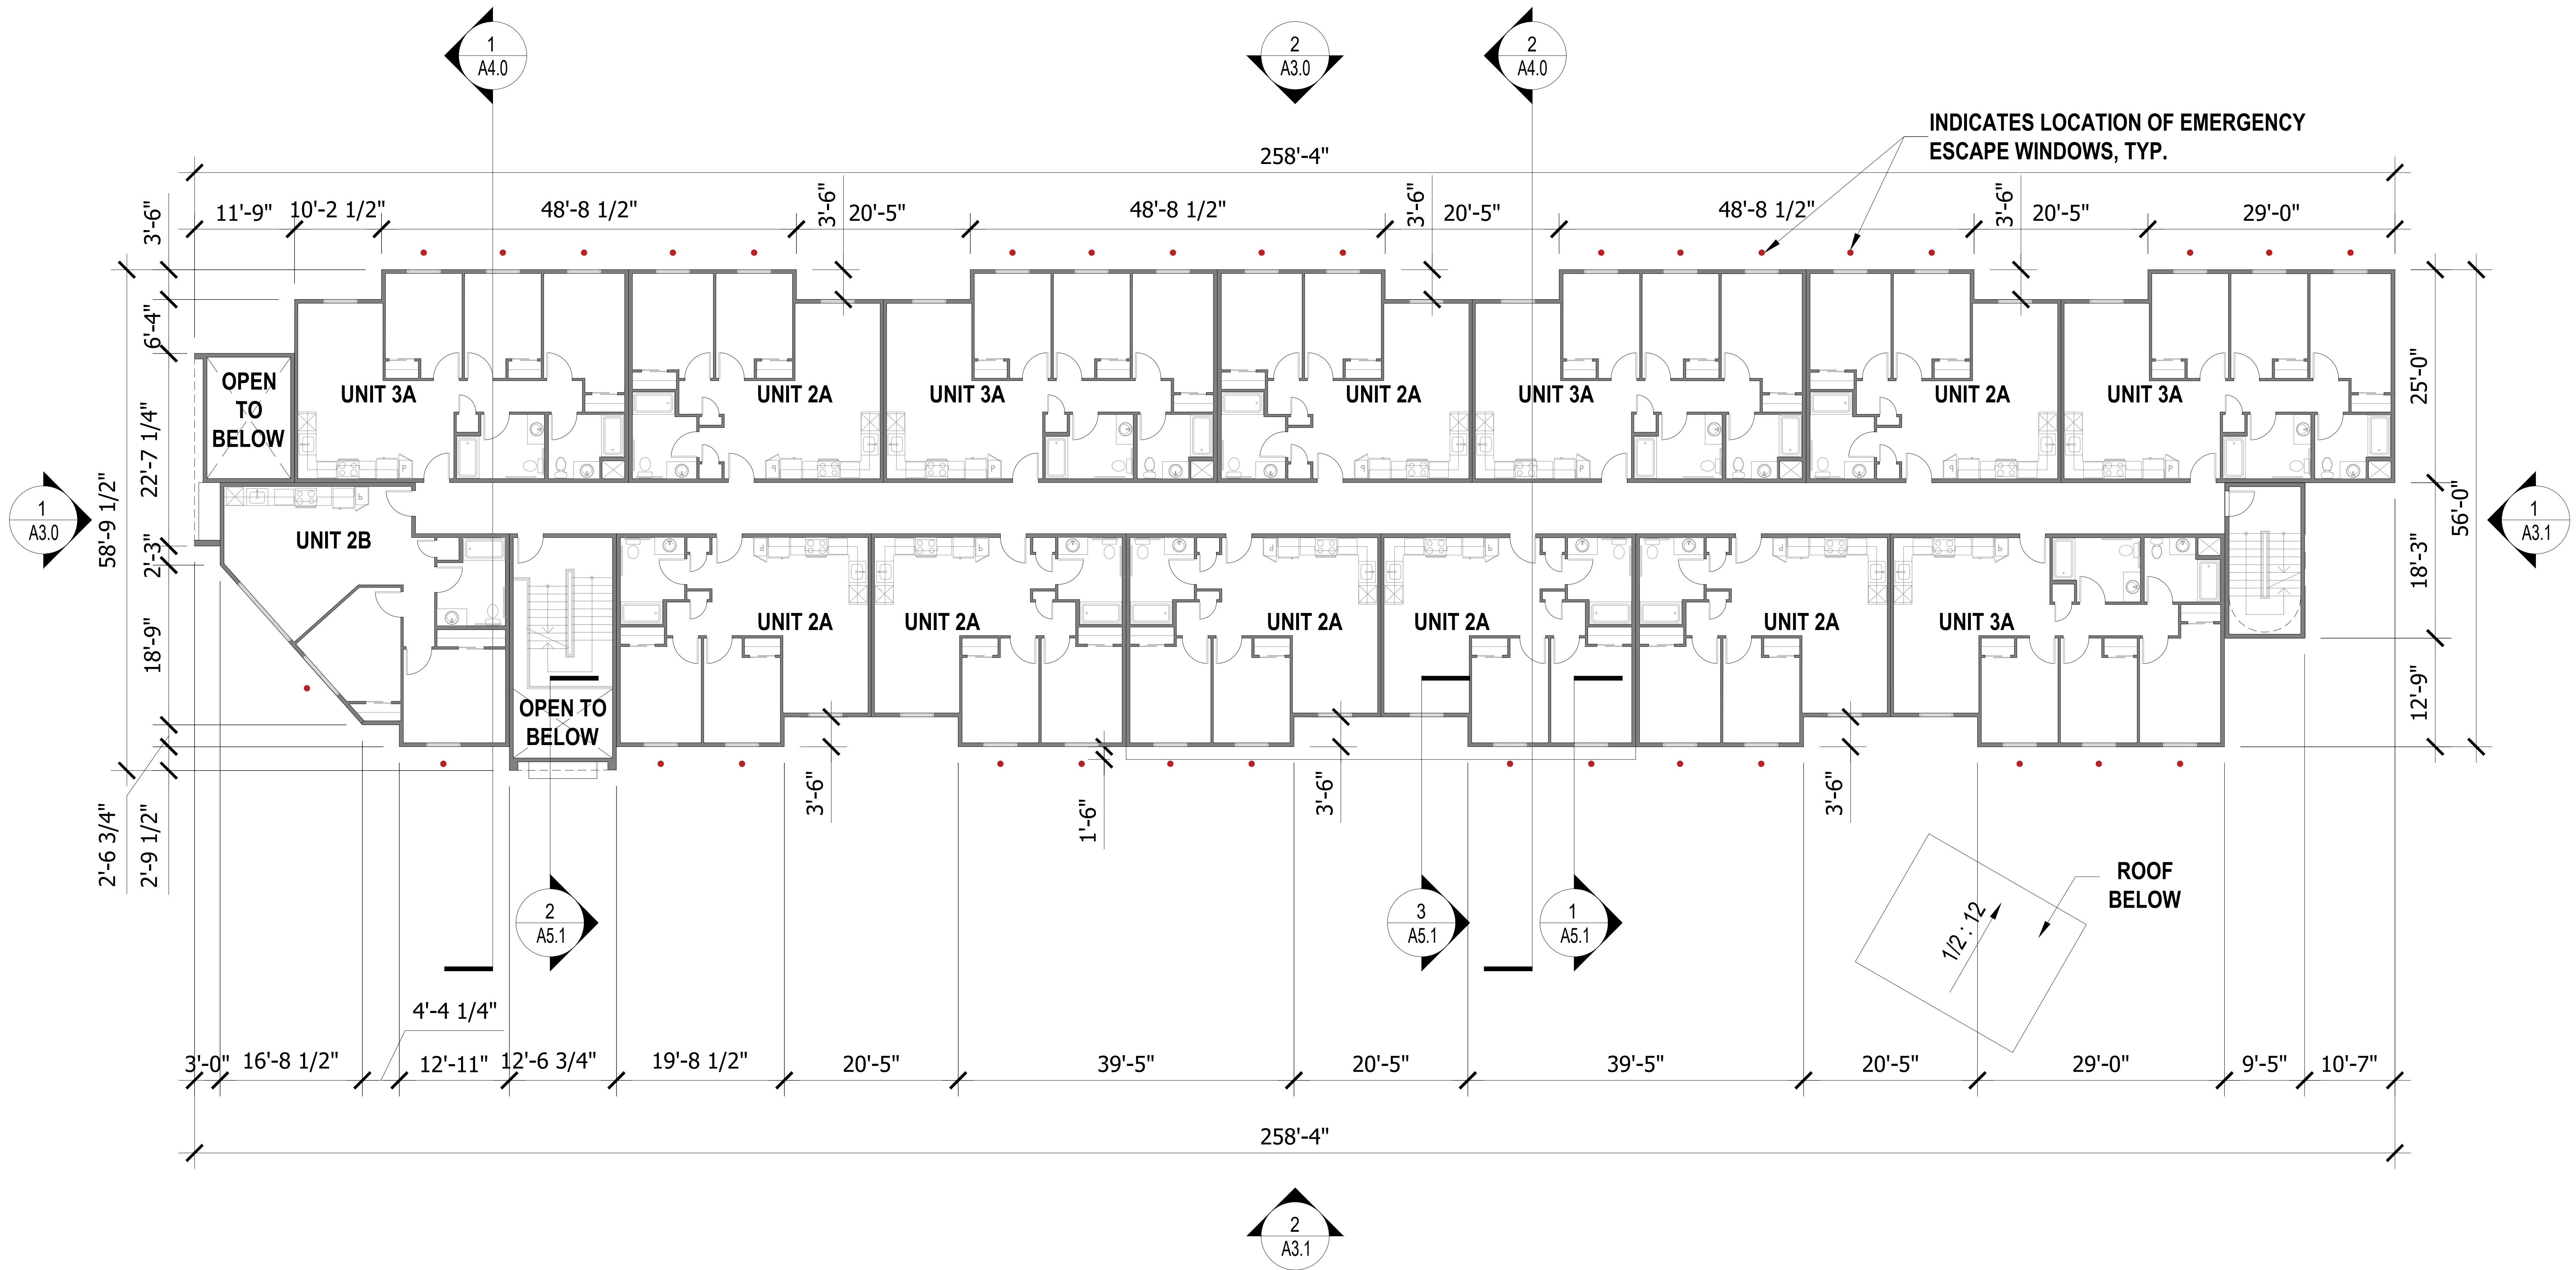 1
A4.0
2
A3.0
2
A4.0
INDICATES LOCATION OF EMERGENCY
ESCAPE WINDOWS, TYP.
258'-4"
3'-6"
11'-9"
10'-2 1/2"
48'-8 1/2"
3'-6"
20'-5"
48'-8 1/2"
3'-6"
20'-5"
48'-8 1/2"
3'-6"
20'-5"
29'-0"
6'-4"
22'-7 1/4"
2'-3"
18'-9"
58'-9 1/2"
2'-6 3/4"
2'-9 1/2"
OPEN
TO
BELOW
UNIT 3A
UNIT 2A
UNIT 3A
UNIT 2A
UNIT 3A
UNIT 2A
UNIT 3A
25'-0"
18'-3"
12'-9"
56'-0"
1
A3.0
1
A3.1
UNIT 2B
UNIT 2A
UNIT 2A
UNIT 2A
UNIT 2A
UNIT 2A
UNIT 3A
OPEN TO
BELOW
3'-6"
1'-6"
3'-6"
3'-6"
2
A5.1
3
A5.1
1
A5.1
ROOF
BELOW
1/2 : 12
4'-4 1/4"
3'-0"
16'-8 1/2"
12'-11"
12'-6 3/4"
19'-8 1/2"
20'-5"
39'-5"
20'-5"
39'-5"
20'-5"
29'-0"
9'-5"
10'-7"
258'-4"
2
A3.1